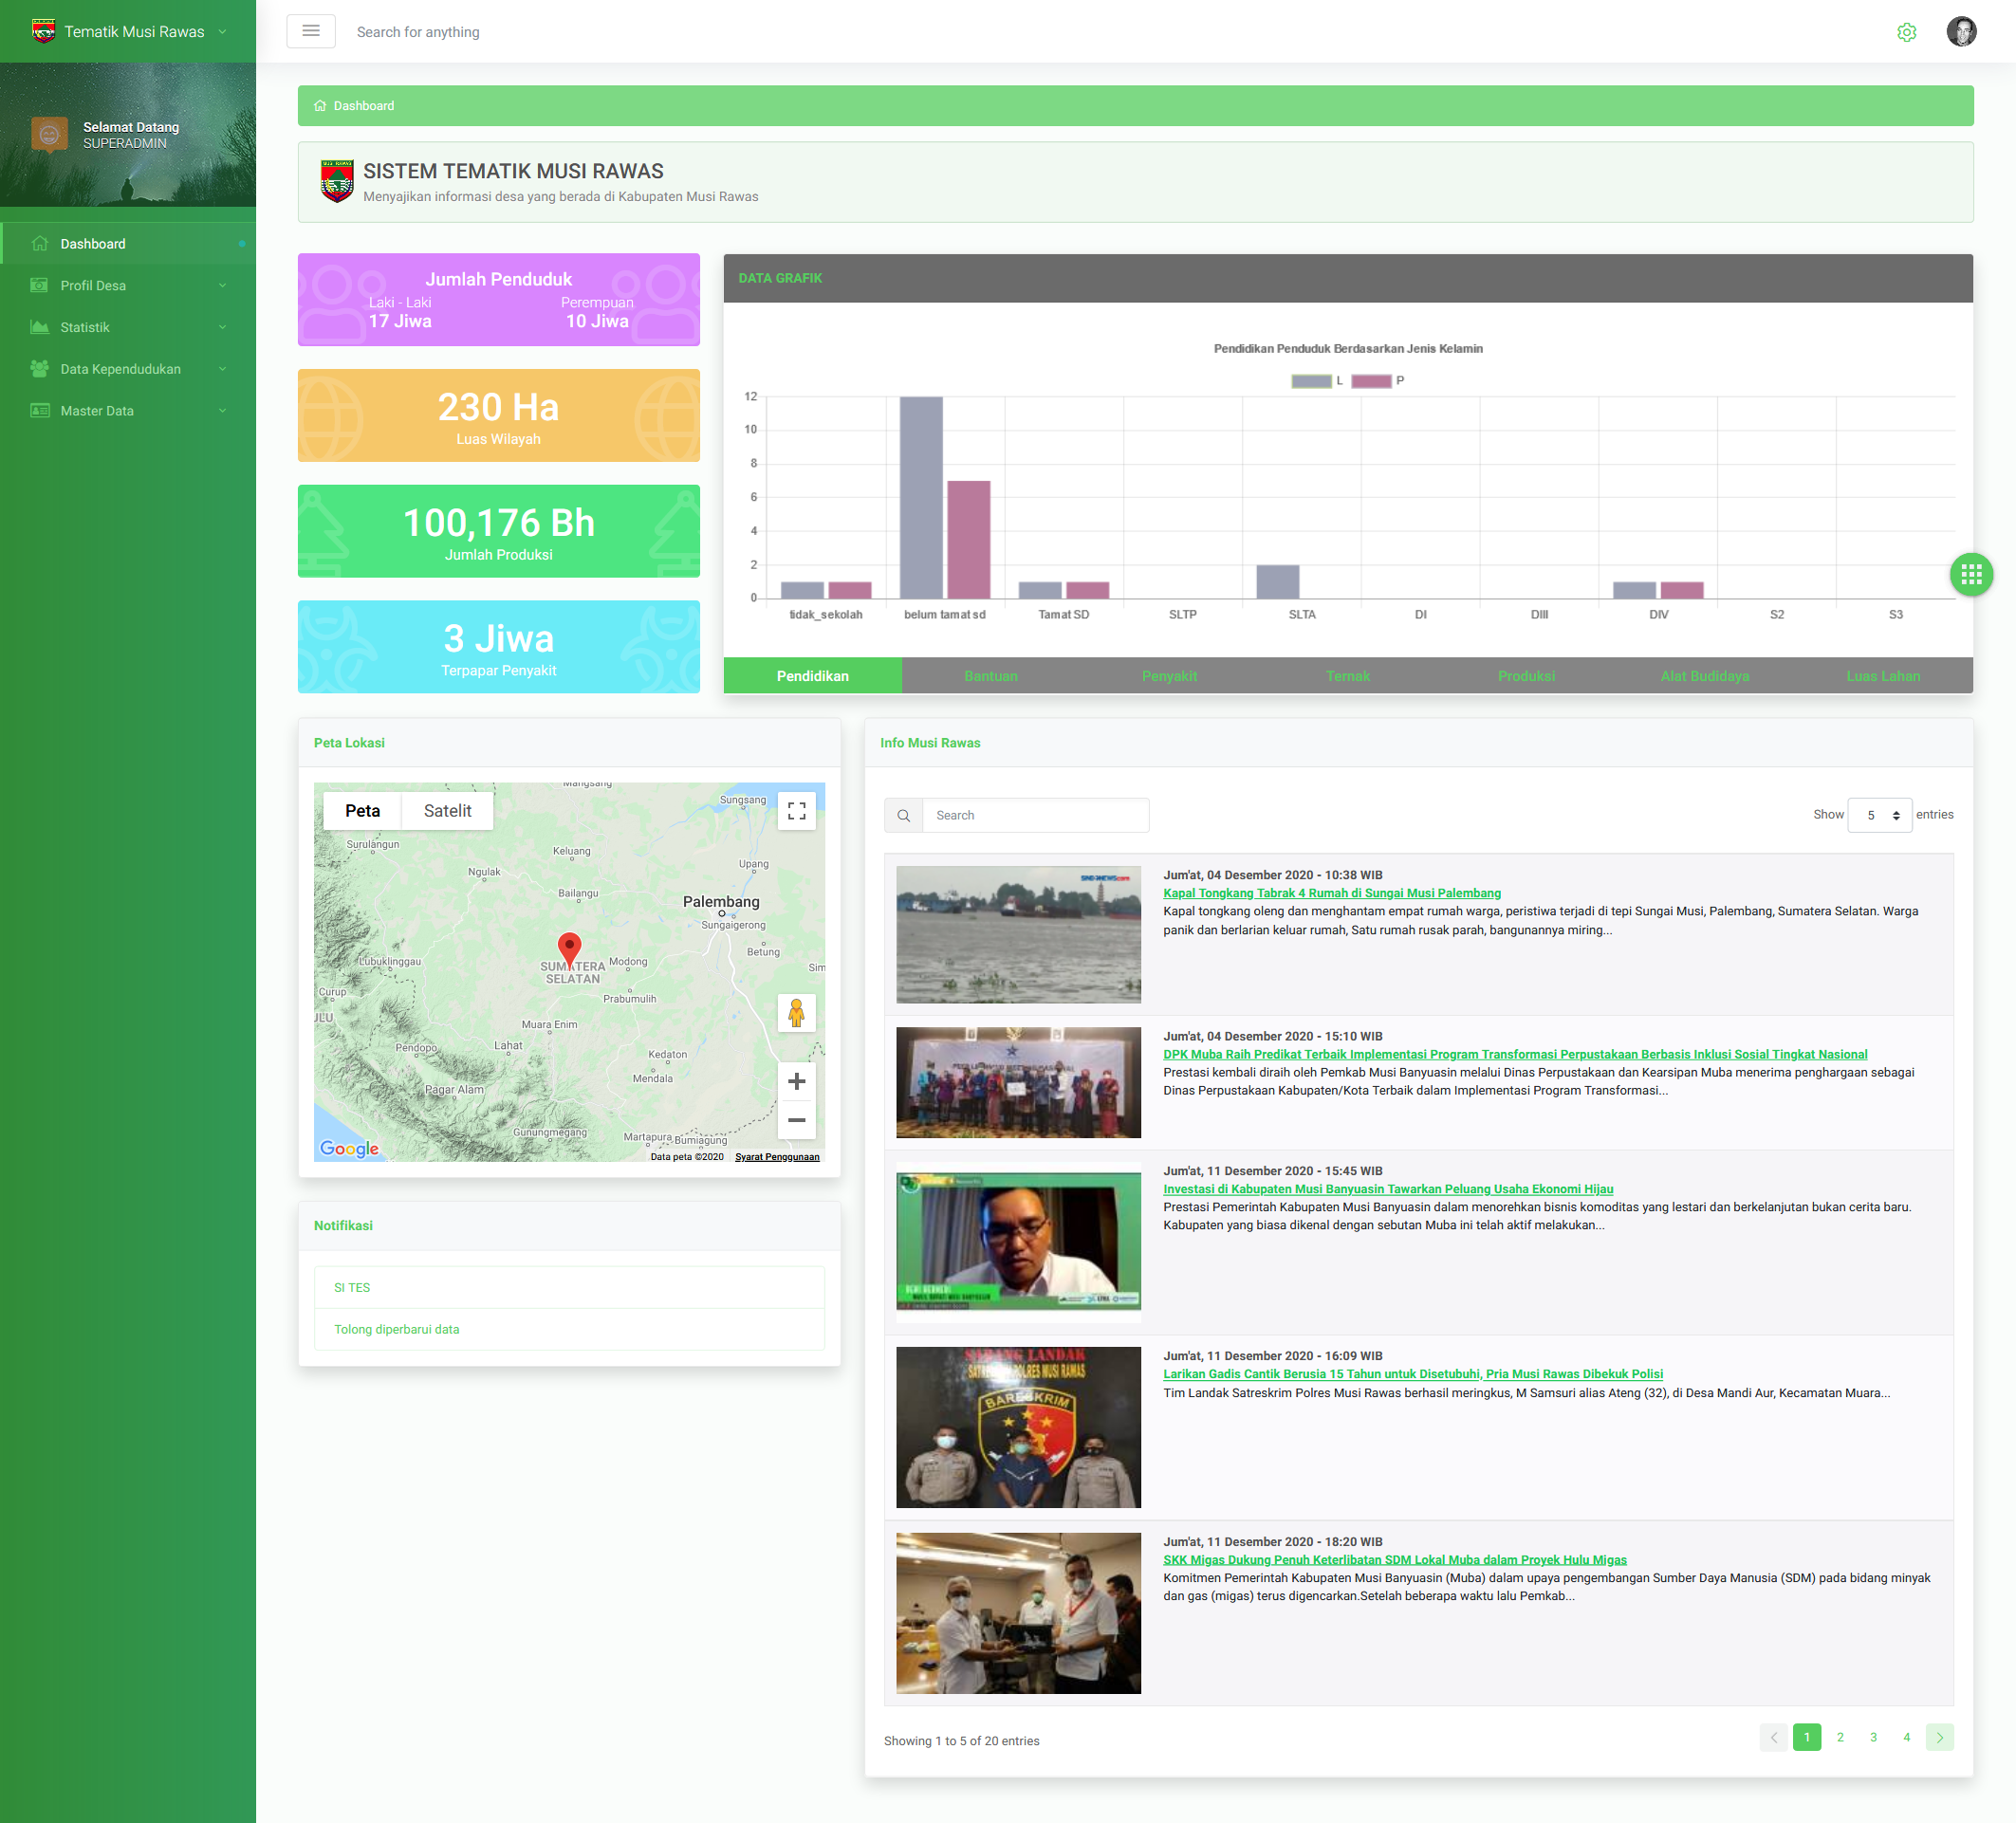 Tematik Musi Rawas
Search for anything
Selamat Datang
SUPERADMIN
Dashboard
Profil Desa
Statistik
Data Kependudukan
Master Data
Dashboard
SISTEM TEMATIK MUSI RAWAS
Menyajikan informasi desa yang berada di Kabupaten Musi Rawas
Jumlah Penduduk
Laki - Laki Perempuan
17 Jiwa 10 Jiwa
230 Ha
Luas Wilayah
100,176 Bh
Jumlah Produksi
3 Jiwa
Terpapar Penyakit
DATA GRAFIK
Pendidikan Penduduk Berdasarkan Jenis Kelamin
L P
12
10
8
6
4
2
0
tidak_sekolah belum tamat sd Tamat SD SLTP SLTA DI DIII DIV S2 S3
Pendidikan Bantuan Penyakit Ternak Produksi Alat Budidaya Luas Lahan
Peta Lokasi
Mangsang
Peta Satelit
Sungsang
Surulangun
Keluang
Upang
Ngulak
Bailangu
Palembang
Sungaigerong
Betung
Lubuklinggau
SUMATERA
SELATAN
Modong
Sim
Curup
Prabumulih
JLU
Muara Enim
Pendopo
Lahat
Kedaton
Mendala
Pagar Alam
Gunungmegang
Martapura
Bumiagung
Google
Data peta ©2020 Syarat Penggunaan
Notifikasi
SI TES
Tolong diperbarui data
Info Musi Rawas
Search
Show 5 entries
SINDONEWS.com
Jum'at, 04 Desember 2020 - 10:38 WIB
Kapal Tongkang Tabrak 4 Rumah di Sungai Musi Palembang
Kapal tongkang oleng dan menghantam empat rumah warga, peristiwa terjadi di tepi Sungai Musi, Palembang, Sumatera Selatan. Warga
panik dan berlarian keluar rumah, Satu rumah rusak parah, bangunannya miring...
Jum'at, 04 Desember 2020 - 15:10 WIB
DPK Muba Raih Predikat Terbaik Implementasi Program Transformasi Perpustakaan Berbasis Inklusi Sosial Tingkat Nasional
Prestasi kembali diraih oleh Pemkab Musi Banyuasin melalui Dinas Perpustakaan dan Kearsipan Muba menerima penghargaan sebagai
Dinas Perpustakaan Kabupaten/Kota Terbaik dalam Implementasi Program Transformasi...
Jum'at, 11 Desember 2020 - 15:45 WIB
Investasi di Kabupaten Musi Banyuasin Tawarkan Peluang Usaha Ekonomi Hijau
Prestasi Pemerintah Kabupaten Musi Banyuasin dalam menorehkan bisnis komoditas yang lestari dan berkelanjutan bukan cerita baru.
Kabupaten yang biasa dikenal dengan sebutan Muba ini telah aktif melakukan...
SABANG LANDAK
POLRES MUSI RAWAS
BARESKRIM
Jum'at, 11 Desember 2020 - 16:09 WIB
Larikan Gadis Cantik Berusia 15 Tahun untuk Disetubuhi, Pria Musi Rawas Dibekuk Polisi
Tim Landak Satreskrim Polres Musi Rawas berhasil meringkus, M Samsuri alias Ateng (32), di Desa Mandi Aur, Kecamatan Muara...
Jum'at, 11 Desember 2020 - 18:20 WIB
SKK Migas Dukung Penuh Keterlibatan SDM Lokal Muba dalam Proyek Hulu Migas
Komitmen Pemerintah Kabupaten Musi Banyuasin (Muba) dalam upaya pengembangan Sumber Daya Manusia (SDM) pada bidang minyak
dan gas (migas) terus digencarkan.Setelah beberapa waktu lalu Pemkab...
Showing 1 to 5 of 20 entries
1 2 3 4